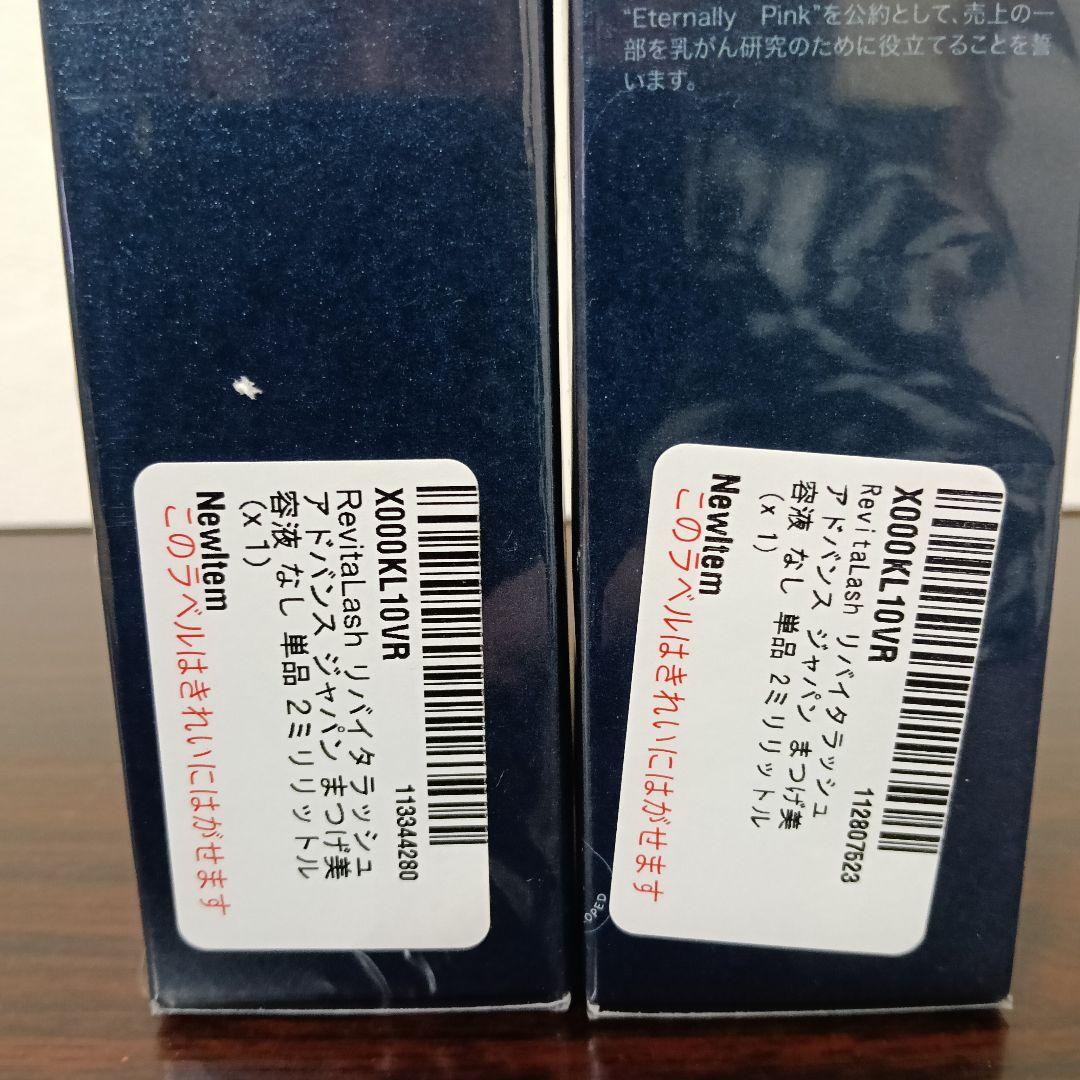 “Eternally Pink”を公約として、売上の一
部を乳がん研究のために役立てることを誓
います。
X000KL10VR
113344280
RevitaLash リバイタラッシュ
アドバンス ジャパン まつげ美
容液 なし 単品 2ミリリットル
(x 1)
NewItem
このラベルはきれいにはがせます
X000KL10VR
112807523
RevitaLash リバイタラッシュ
アドバンス ジャパン まつげ美
容液 なし 単品 2ミリリットル
(x 1)
NewItem
このラベルはきれいにはがせます